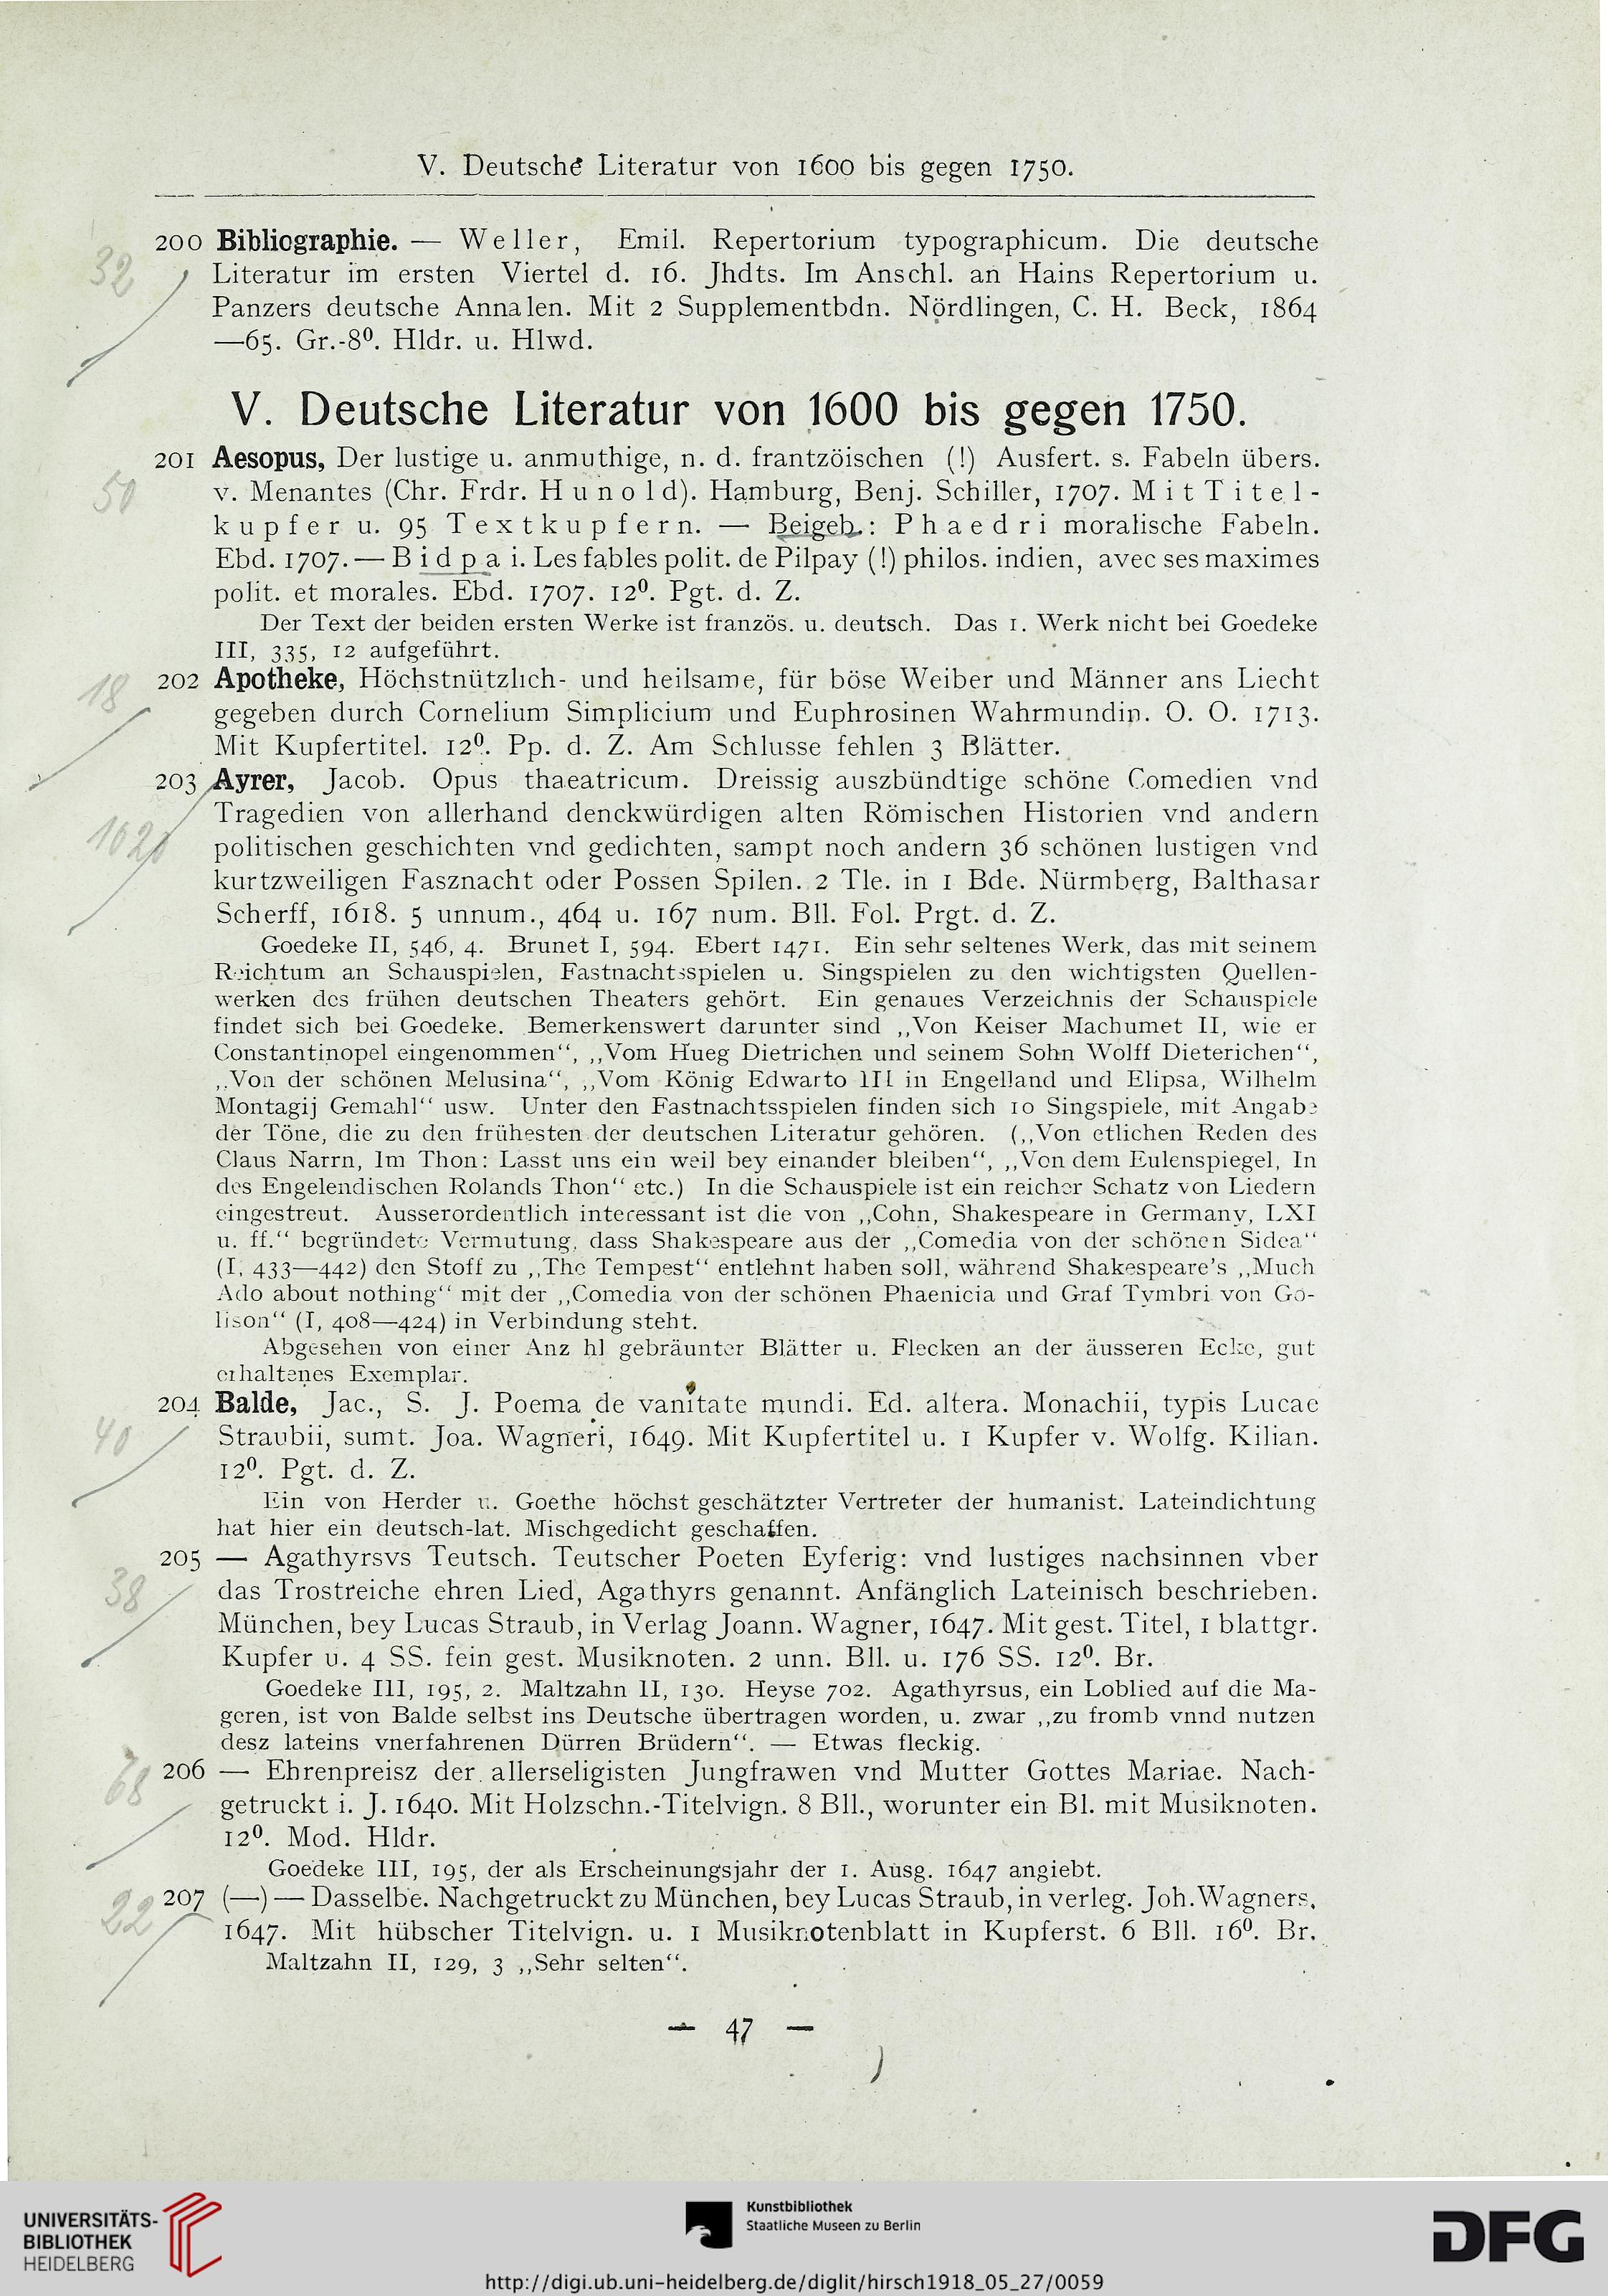 V. Deutsche Literatur von 1600 bis gegen 1750.
32
200 Bibliographie. — Weller, Emil. Repertorium typographicum. Die deutsche
Literatur im ersten Viertel d. 16. Jhdts. Im Anschl. an Hains Repertorium u.
Panzers deutsche Annalen. Mit 2 Supplementbdn. Nördlingen, C. H. Beck, 1864
—65. Gr.-8⁰. Hldr. u. Hlwd.
V. Deutsche Literatur von 1600 bis gegen 1750.
50
201 Aesopus, Der lustige u. anmuthige, n. d. frantzöischen (!) Ausfert. s. Fabeln übers.
v. Menantes (Chr. Frdr. Hunold). Hamburg, Benj. Schiller, 1707. Mit Titel-
kupfer u. 95 Textkupfern. — Beigeb.: Phaedri moralische Fabeln.
Ebd. 1707. — Bidpai. Les fables polit. de Pilpay (!) philos. indien, avec ses maximes
polit. et morales. Ebd. 1707. 12⁰. Pgt. d. Z.
Der Text der beiden ersten Werke ist französ. u. deutsch. Das 1. Werk nicht bei Goedeke
III, 335, 12 aufgeführt.
18
202 Apotheke, Höchstnützlich- und heilsame, für böse Weiber und Männer ans Liecht
gegeben durch Cornelium Simplicium und Euphrosinen Wahrmundin. O. O. 1713.
Mit Kupfertitel. 12⁰. Pp. d. Z. Am Schlusse fehlen 3 Blätter.
203 Ayrer, Jacob. Opus thaeatricum. Dreissig auszbündtige schöne Comedien vnd
Tragedien von allerhand denckwürdigen alten Römischen Historien vnd andern
1620
politischen geschichten vnd gedichten, sampt noch andern 36 schönen lustigen vnd
kurtzweiligen Fasznacht oder Possen Spilen. 2 Tle. in 1 Bde. Nürmberg, Balthasar
Scherff, 1618. 5 unnum., 464 u. 167 num. Bll. Fol. Prgt. d. Z.
Goedeke II, 546, 4. Brunet I, 594. Ebert 1471. Ein sehr seltenes Werk, das mit seinem
Reichtum an Schauspielen, Fastnachtsspielen u. Singspielen zu den wichtigsten Quellen-
werken des frühen deutschen Theaters gehört. Ein genaues Verzeichnis der Schauspiele
findet sich bei Goedeke. Bemerkenswert darunter sind „Von Keiser Machumet II, wie er
Constantinopel eingenommen“, „Vom Hueg Dietrichen und seinem Sohn Wolff Dieterichen“,
„Von der schönen Melusina“, „Vom König Edwarto III in Engelland und Elipsa, Wilhelm
Montagij Gemahl“ usw. Unter den Fastnachtsspielen finden sich 10 Singspiele, mit Angabe
der Töne, die zu den frühesten der deutschen Literatur gehören. („Von etlichen Reden des
Claus Narrn, Im Thon: Lasst uns ein weil bey einander bleiben“, „Von dem Eulenspiegel, In
des Engelendischen Rolands Thon“ etc.) In die Schauspiele ist ein reicher Schatz von Liedern
eingestreut. Ausserordentlich interessant ist die von „Cohn, Shakespeare in Germany, LXI
u. ff.“ begründete Vermutung, dass Shakespeare aus der „Comedia von der schönen Sidea“
(I, 433—442) den Stoff zu „The Tempest“ entlehnt haben soll, während Shakespeare's „Much
Ado about nothing“ mit der „Comedia von der schönen Phaenicia und Graf Tymbri von Go-
lison“ (I, 408—424) in Verbindung steht.
Abgesehen von einer Anz hl gebräunter Blätter u. Flecken an der äusseren Ecke, gut
erhaltenes Exemplar.
40
204 Balde, Jac., S. J. Poema de vanitate mundi. Ed. altera. Monachii, typis Lucae
Straubii, sumt. Joa. Wagneri, 1649. Mit Kupfertitel u. 1 Kupfer v. Wolfg. Kilian.
12⁰. Pgt. d. Z.
Ein von Herder u. Goethe höchst geschätzter Vertreter der humanist. Lateindichtung
hat hier ein deutsch-lat. Mischgedicht geschaffen.
38
205 — Agathyrsvs Teutsch. Teutscher Poeten Eyferig: vnd lustiges nachsinnen vber
das Trostreiche ehren Lied, Agathyrs genannt. Anfänglich Lateinisch beschrieben.
München, bey Lucas Straub, in Verlag Joann. Wagner, 1647. Mit gest. Titel, 1 blattgr.
Kupfer u. 4 SS. fein gest. Musiknoten. 2 unn. Bll. u. 176 SS. 12⁰. Br.
Goedeke III, 195, 2. Maltzahn II, 130. Heyse 702. Agathyrsus, ein Loblied auf die Ma-
geren, ist von Balde selbst ins Deutsche übertragen worden, u. zwar „zu fromb vnnd nutzen
desz lateins vnerfahrenen Dürren Brüdern“. — Etwas fleckig.
68
206 — Ehrenpreisz der allerseligisten Jungfrawen vnd Mutter Gottes Mariae. Nach-
getruckt i. J. 1640. Mit Holzschn.-Titelvign. 8 Bll., worunter ein Bl. mit Musiknoten.
12⁰. Mod. Hldr.
Goedeke III, 195, der als Erscheinungsjahr der 1. Ausg. 1647 angiebt.
22
207 (—) — Dasselbe. Nachgetruckt zu München, bey Lucas Straub, in verleg. Joh. Wagners,
1647. Mit hübscher Titelvign. u. 1 Musiknotenblatt in Kupferst. 6 Bll. 16⁰. Br.
Maltzahn II, 129, 3 „Sehr selten“.
— 47 —
UNIVERSITÄTS-
BIBLIOTHEK
HEIDELBERG
Kunstbibliothek
Staatliche Museen zu Berlin
DFG
http://digi.ub.uni-heidelberg.de/diglit/hirsch1918_05_27/0059